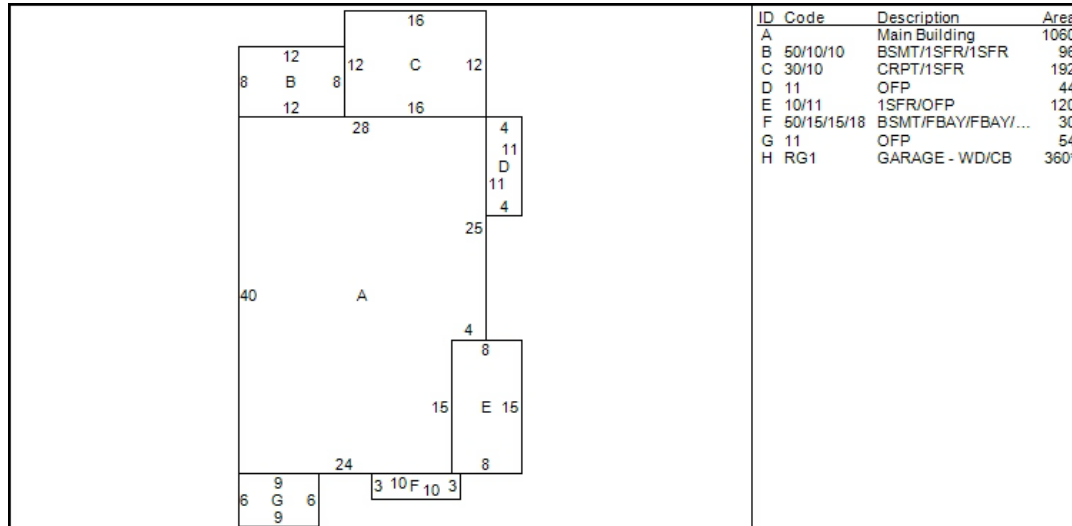 ID Code Description Area
A Main Building 1060
B 50/10/10 BSMT/1SFR/1SFR 96
C 30/10 CRPT/1SFR 192
D 11 OFP 44
E 10/11 1SFR/OFP 120
F 50/15/15/18 BSMT/FBAY/FBAY/... 30
G 11 OFP 54
H RG1 GARAGE - WD/CB 360
16
12
12 C 12
8 B 8
12 16
28 4
11
D
11
4
25
40 A
4
8
15 E 15
24 8
9 3 10 F 10 3
6 G 6
9